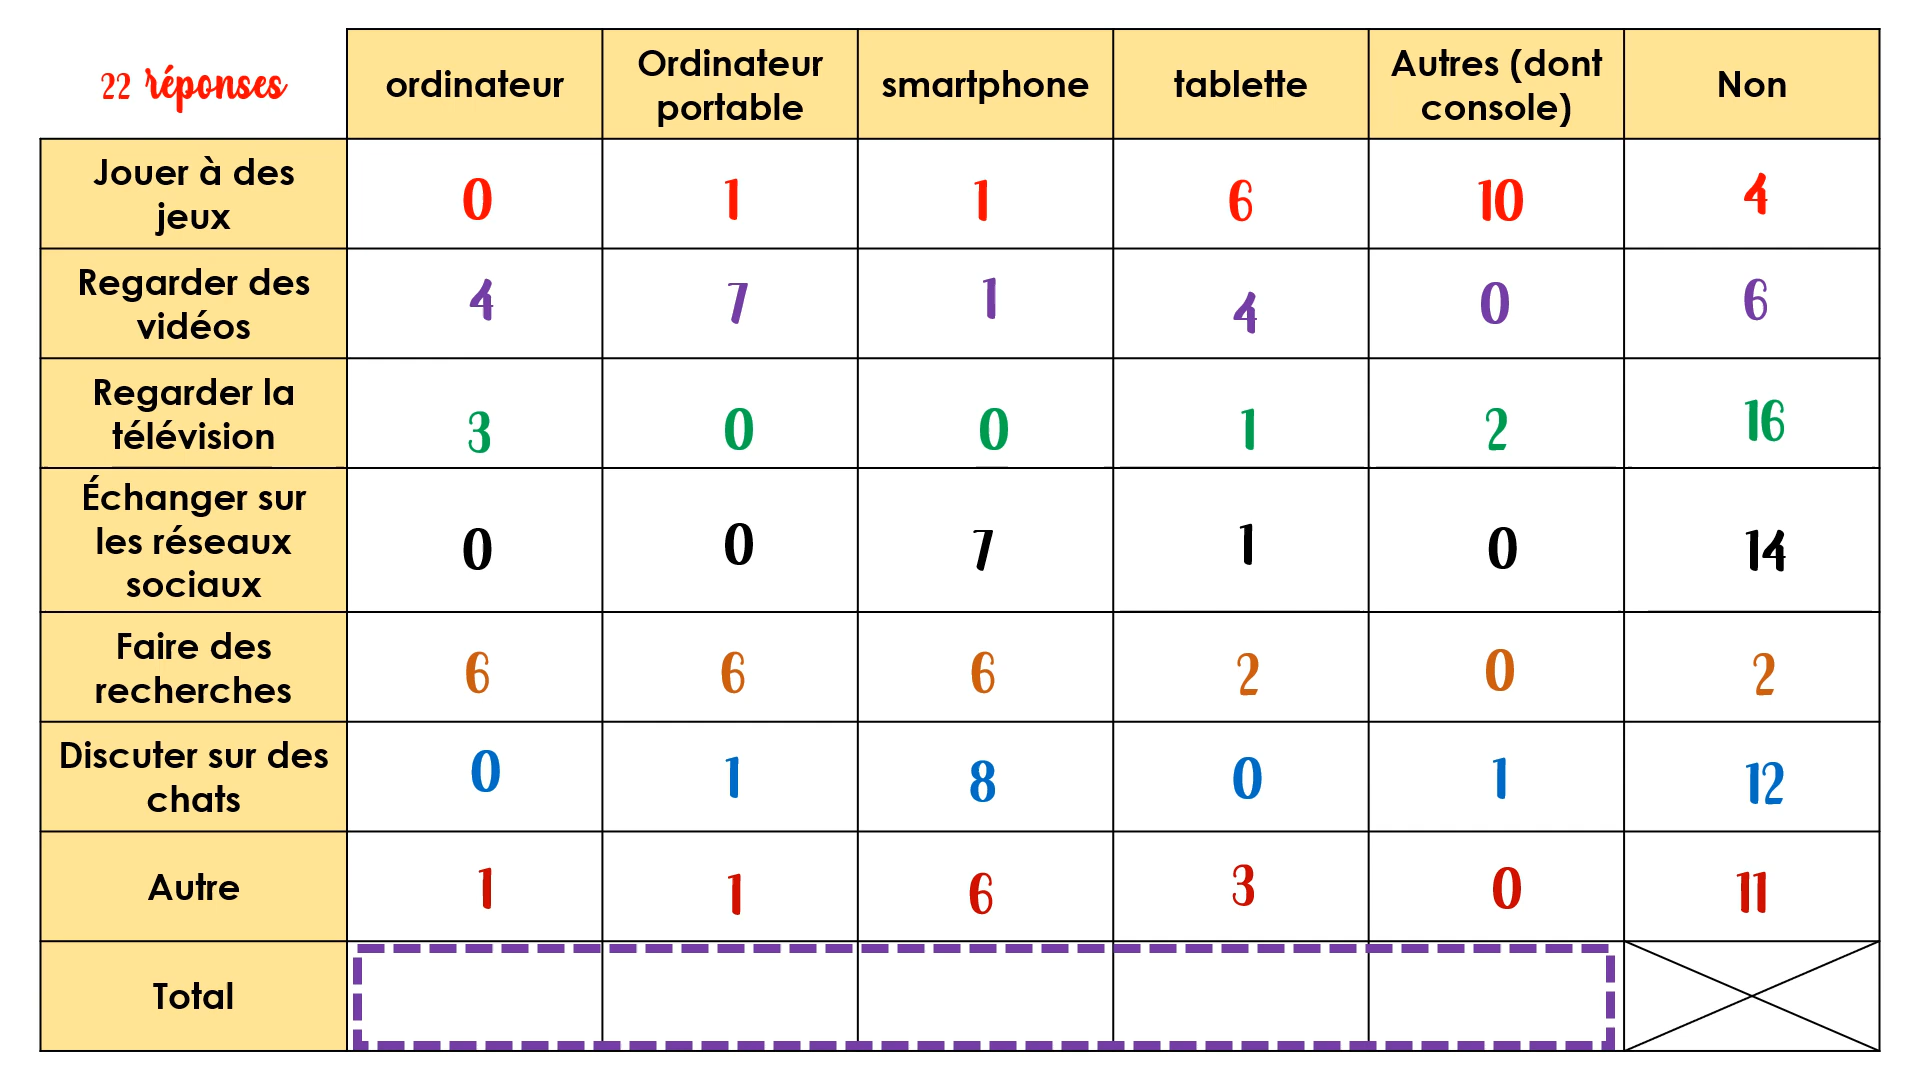 22 réponses
ordinateur
Ordinateur
portable
smartphone
tablette
Autres (dont
console)
Non
Jouer à des
jeux
0
1
1
6
10
4
Regarder des
vidéos
4
7
1
4
0
6
Regarder la
télévision
3
0
0
1
2
16
Échanger sur
les réseaux
sociaux
0
0
7
1
0
14
Faire des
recherches
6
6
6
2
0
2
Discuter sur des
chats
0
1
8
0
1
12
Autre
1
1
6
3
0
11
Total